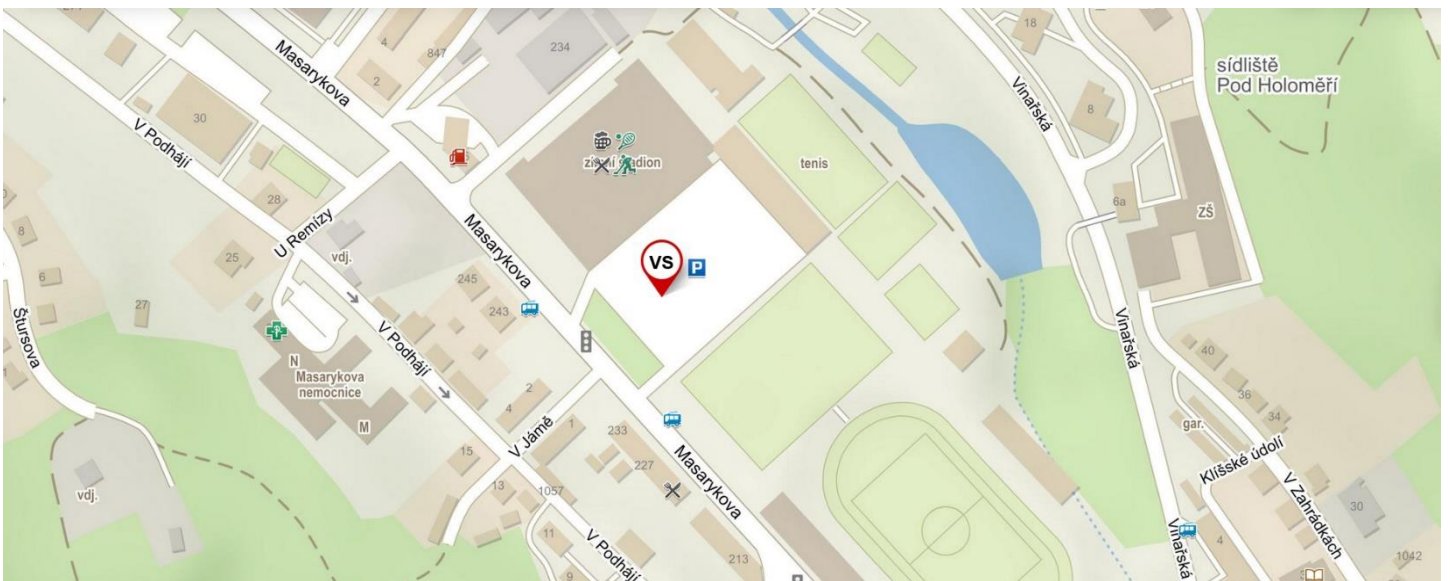 4
847
2
234
18
8
sídliště
Pod Holoměří
Masarykova
Vinařská
30
V Podhájí
zimní stadion
tenis
6a
ZŠ
28
U Remízy
25
vdj.
Masarykova
VS
P
8
6
27
245
243
Štursova
V Podhájí
Vinařská
N
Masarykova
nemocnice
M
2
4
V Jámě
1
233
227
Masarykova
40
36
34
gar.
Klíšské údolí
V Zahrádkách
15
13
1057
vdj.
30
11
9
V Podhájí
213
Vinařská
4
1042